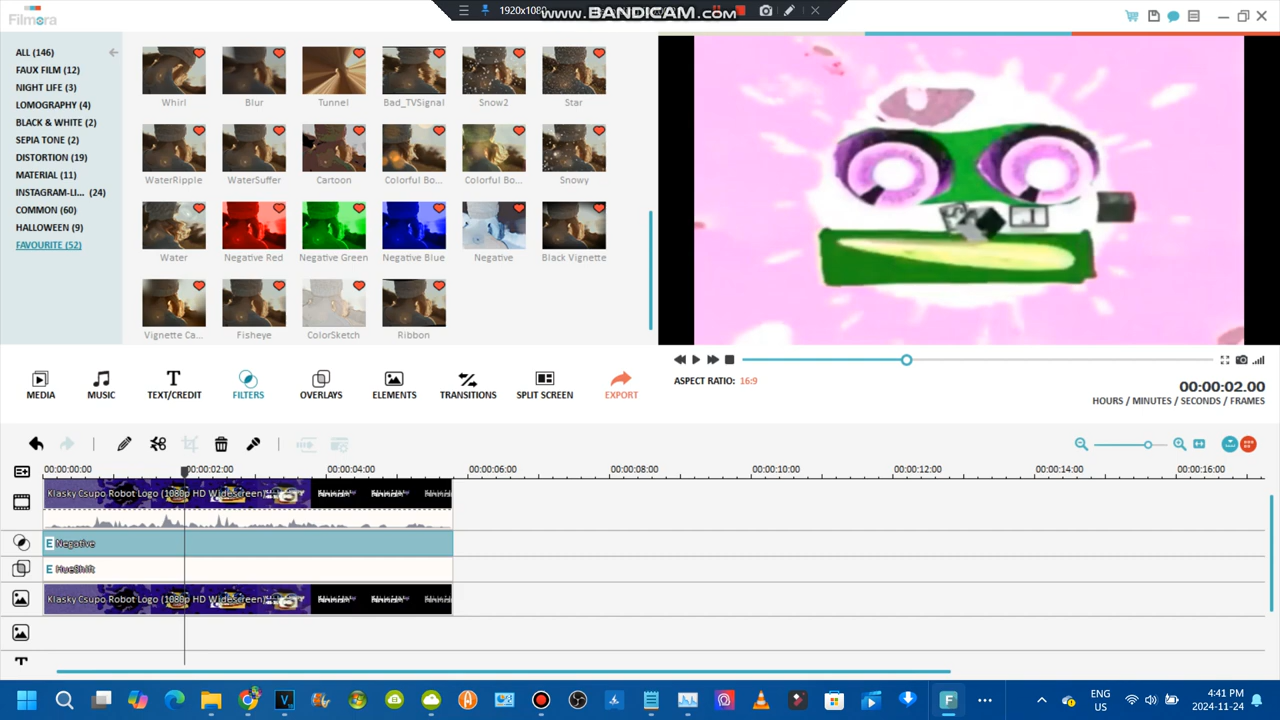 Filmora
1920x1080
www.BANDICAM.com
ALL (146)
FAUX FILM (12)
NIGHT LIFE (3)
LOMOGRAPHY (4)
BLACK & WHITE (2)
SEPIA TONE (2)
DISTORTION (19)
MATERIAL (11)
INSTAGRAM-LI... (24)
COMMON (60)
HALLOWEEN (9)
FAVOURITE (52)
Whirl
Blur
Tunnel
Bad_TVSignal
Snow2
Star
WaterRipple
WaterSuffer
Cartoon
Colorful Bo...
Colorful Bo...
Snowy
Water
Negative Red
Negative Green
Negative Blue
Negative
Black Vignette
Vignette Ca...
Fisheye
ColorSketch
Ribbon
ASPECT RATIO: 16:9
00:00:02.00
HOURS / MINUTES / SECONDS / FRAMES
MEDIA
MUSIC
TEXT/CREDIT
FILTERS
OVERLAYS
ELEMENTS
TRANSITIONS
SPLIT SCREEN
EXPORT
00:00:00:00
00:00:02:00
00:00:04:00
00:00:06:00
00:00:08:00
00:00:10:00
00:00:12:00
00:00:14:00
00:00:16:00
Klasky Csupo Robot Logo (1080p HD Widescreen)
E Negative
E HueShift
Klasky Csupo Robot Logo (1080p HD Widescreen)
ENG
US
4:41 PM
2024-11-24